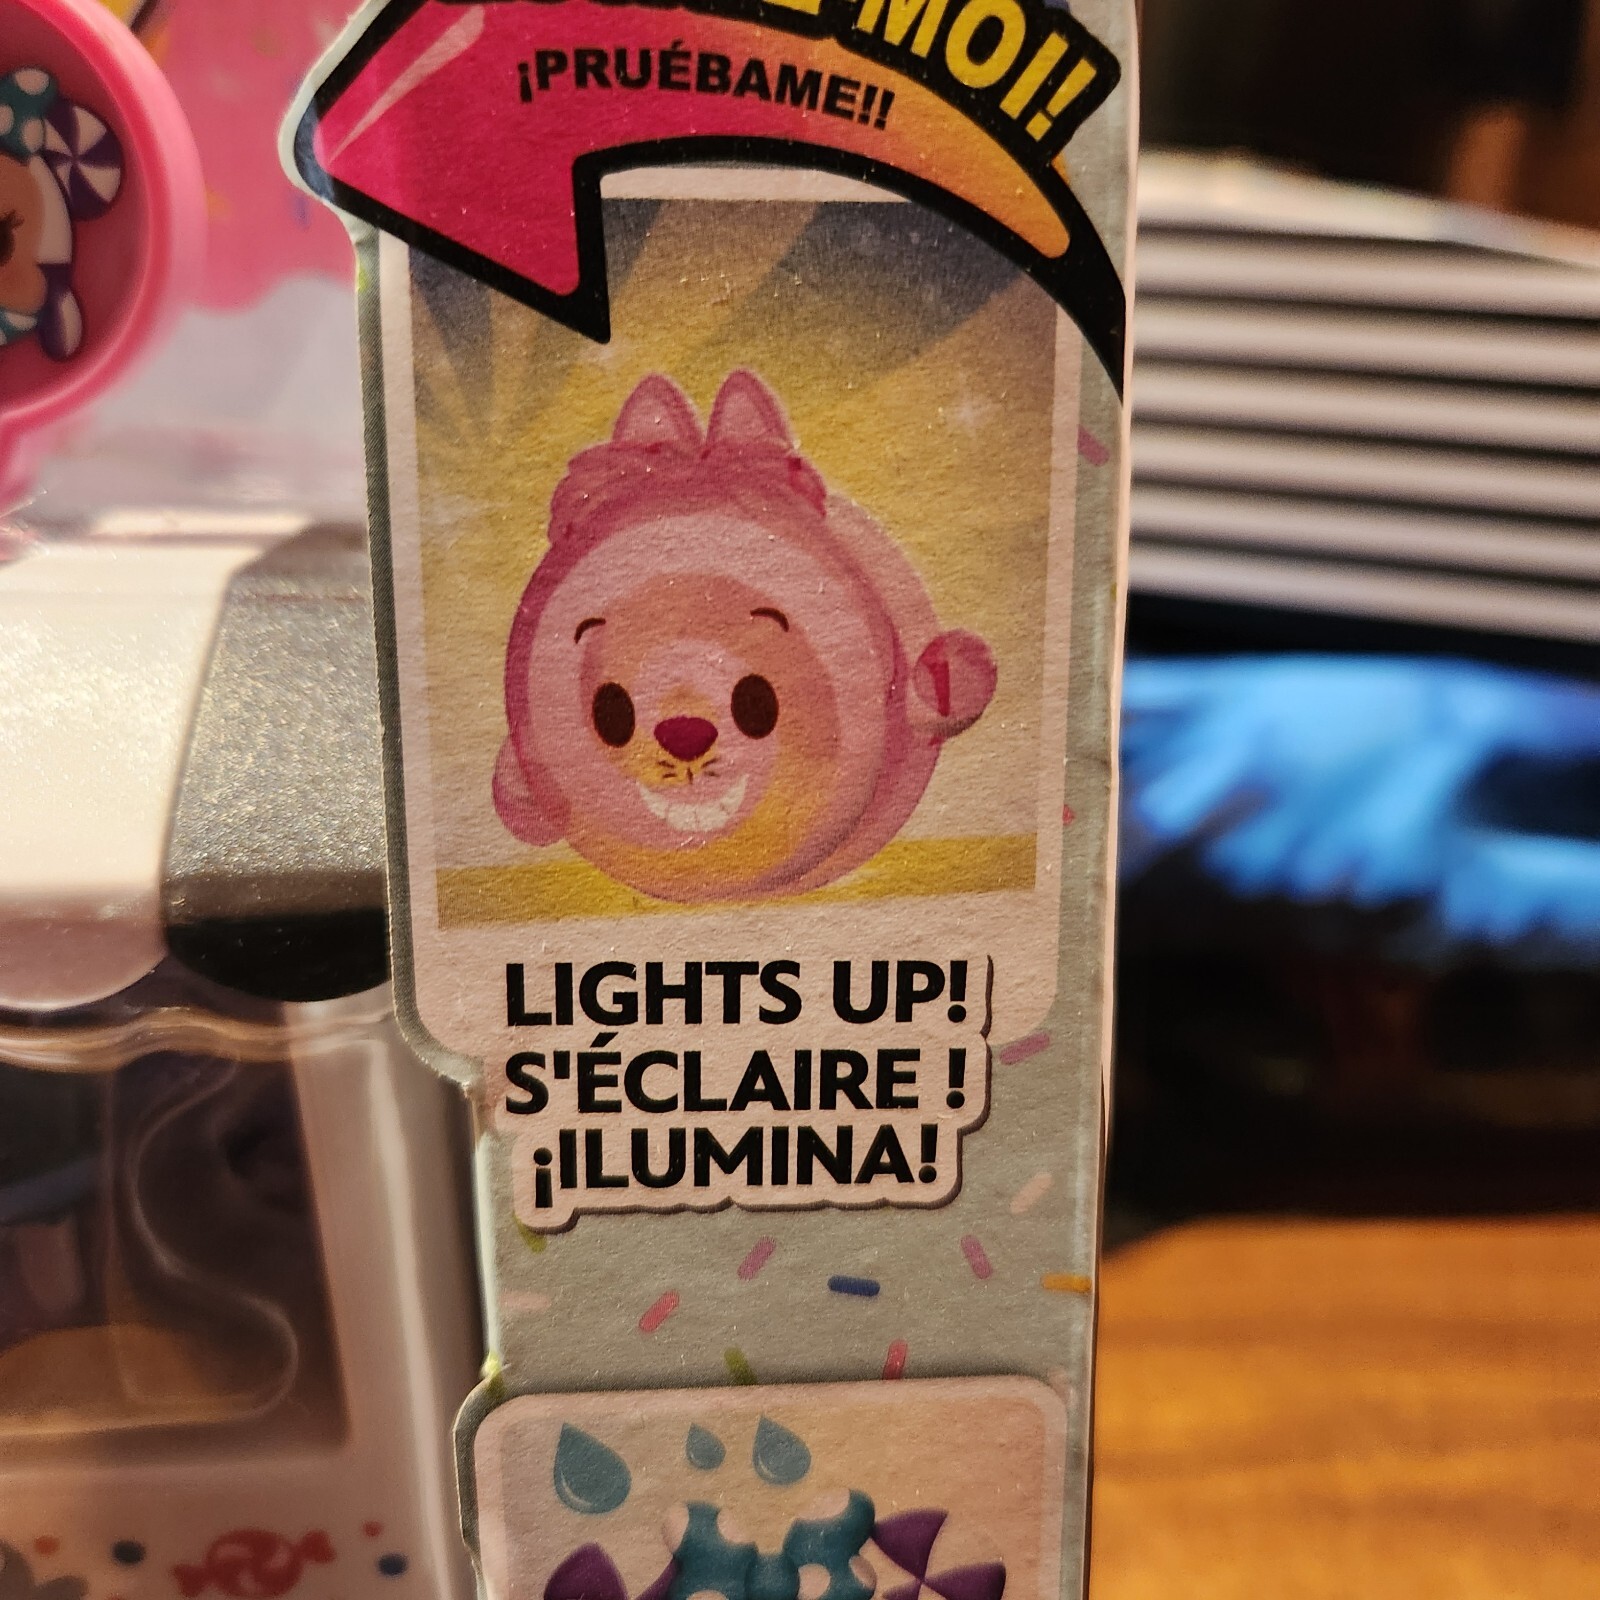 MOI!
¡PRUÉBAME!!
LIGHTS UP!
S'ÉCLAIRE !
¡ILUMINA!